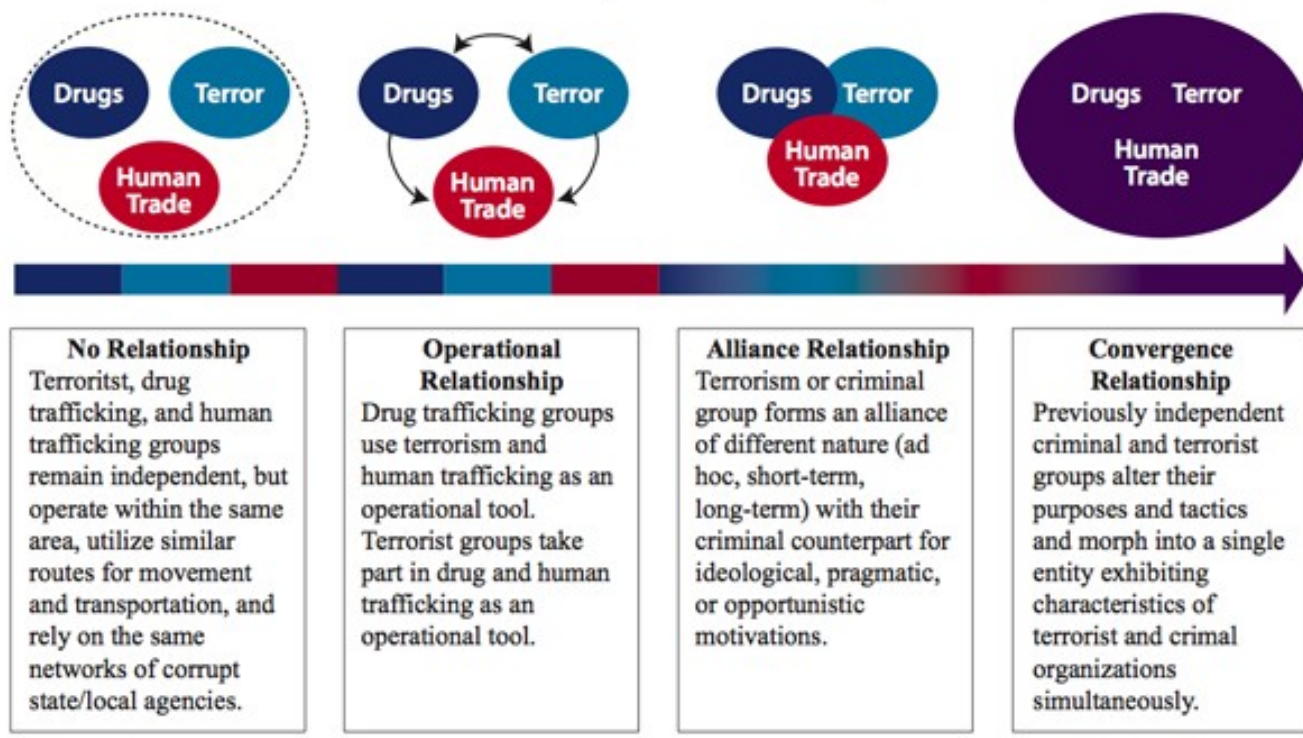 Drugs
Terror
Human
Trade
Drugs
Terror
Human
Trade
Drugs
Terror
Human
Trade
Drugs
Terror
Human
Trade
No Relationship
Terroritst, drug
trafficking, and human
trafficking groups
remain independent, but
operate within the same
area, utilize similar
routes for movement
and transportation, and
rely on the same
networks of corrupt
state/local agencies.
Operational
Relationship
Drug trafficking groups
use terrorism and
human trafficking as an
operational tool.
Terrorist groups take
part in drug and human
trafficking as an
operational tool.
Alliance Relationship
Terrorism or criminal
group forms an alliance
of different nature (ad
hoc, short-term,
long-term) with their
criminal counterpart for
ideological, pragmatic,
or opportunistic
motivations.
Convergence
Relationship
Previously independent
criminal and terrorist
groups alter their
purposes and tactics
and morph into a single
entity exhibiting
characteristics of
terrorist and crimal
organizations
simultaneously.